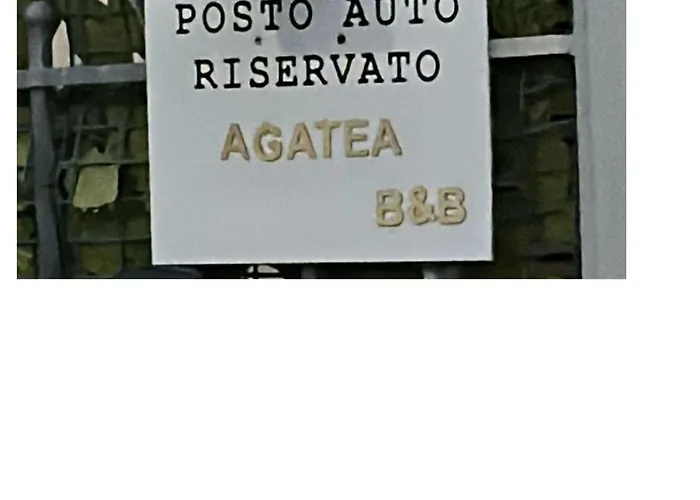 POSTO AUTO
RISERVATO
AGATEA
B&B